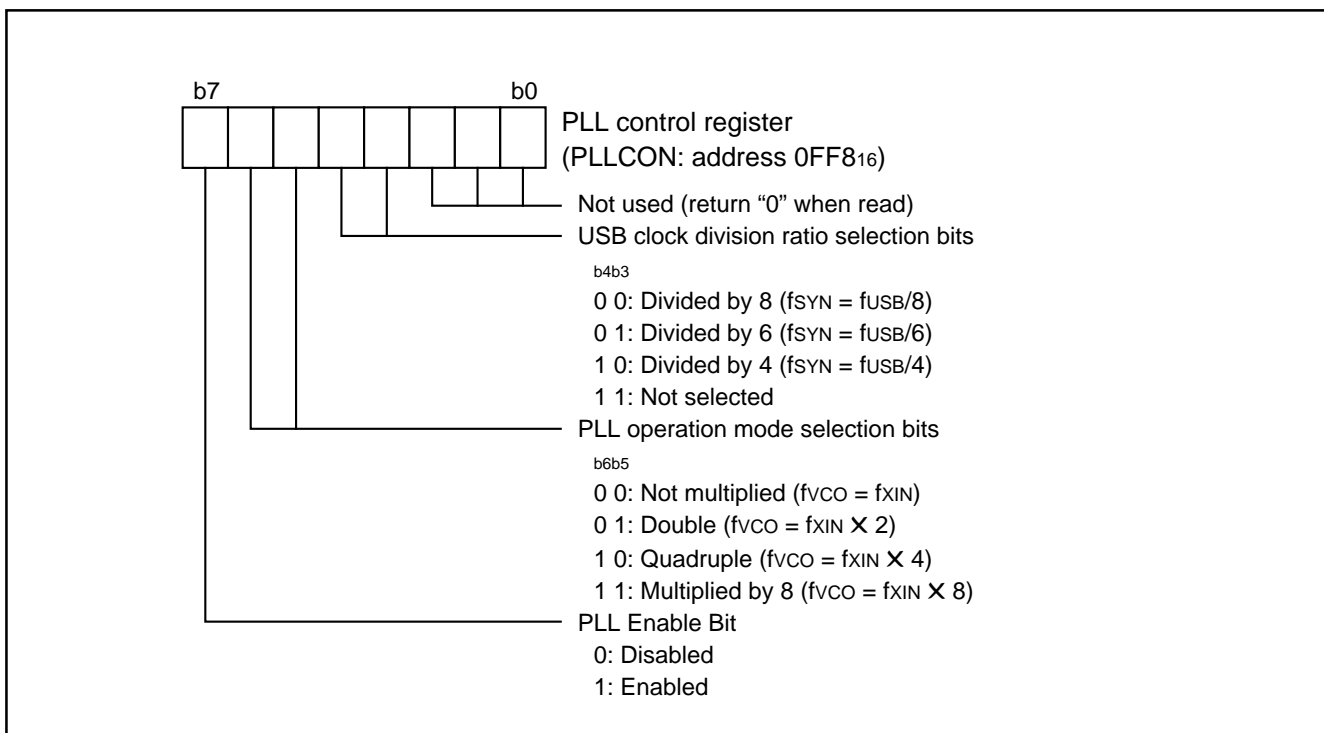 b7 b0
PLL control register
(PLLCON: address 0FF816)
Not used (return “0” when read)
USB clock division ratio selection bits
b4b3
0 0: Divided by 8 (fSYN = fUSB/8)
0 1: Divided by 6 (fSYN = fUSB/6)
1 0: Divided by 4 (fSYN = fUSB/4)
1 1: Not selected
PLL operation mode selection bits
b6b5
0 0: Not multiplied (fVCO = fXIN)
0 1: Double (fVCO = fXIN ✕ 2)
1 0: Quadruple (fVCO = fXIN ✕ 4)
1 1: Multiplied by 8 (fVCO = fXIN ✕ 8)
PLL Enable Bit
0: Disabled
1: Enabled